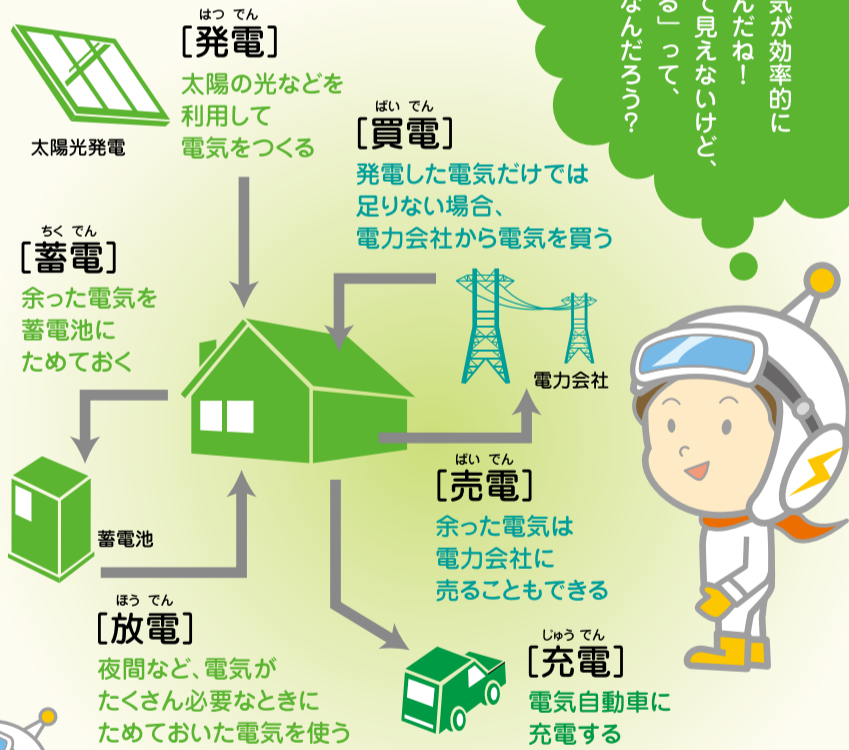 はつ でん
［発電］
太陽の光などを
利用して
電気をつくる
太陽光発電
ばい でん
［買電］
発電した電気だけでは
足りない場合、
電力会社から電気を買う
気が効率的に
んだね！
て見えないけど、
る」って、
なんだろう？
ちく でん
［蓄電］
余った電気を
蓄電池に
ためておく
電力会社
ばい でん
［売電］
余った電気は
電力会社に
売ることもできる
蓄電池
ほう でん
［放電］
夜間など、電気が
たくさん必要なときに
ためておいた電気を使う
じゅう でん
［充電］
電気自動車に
充電する